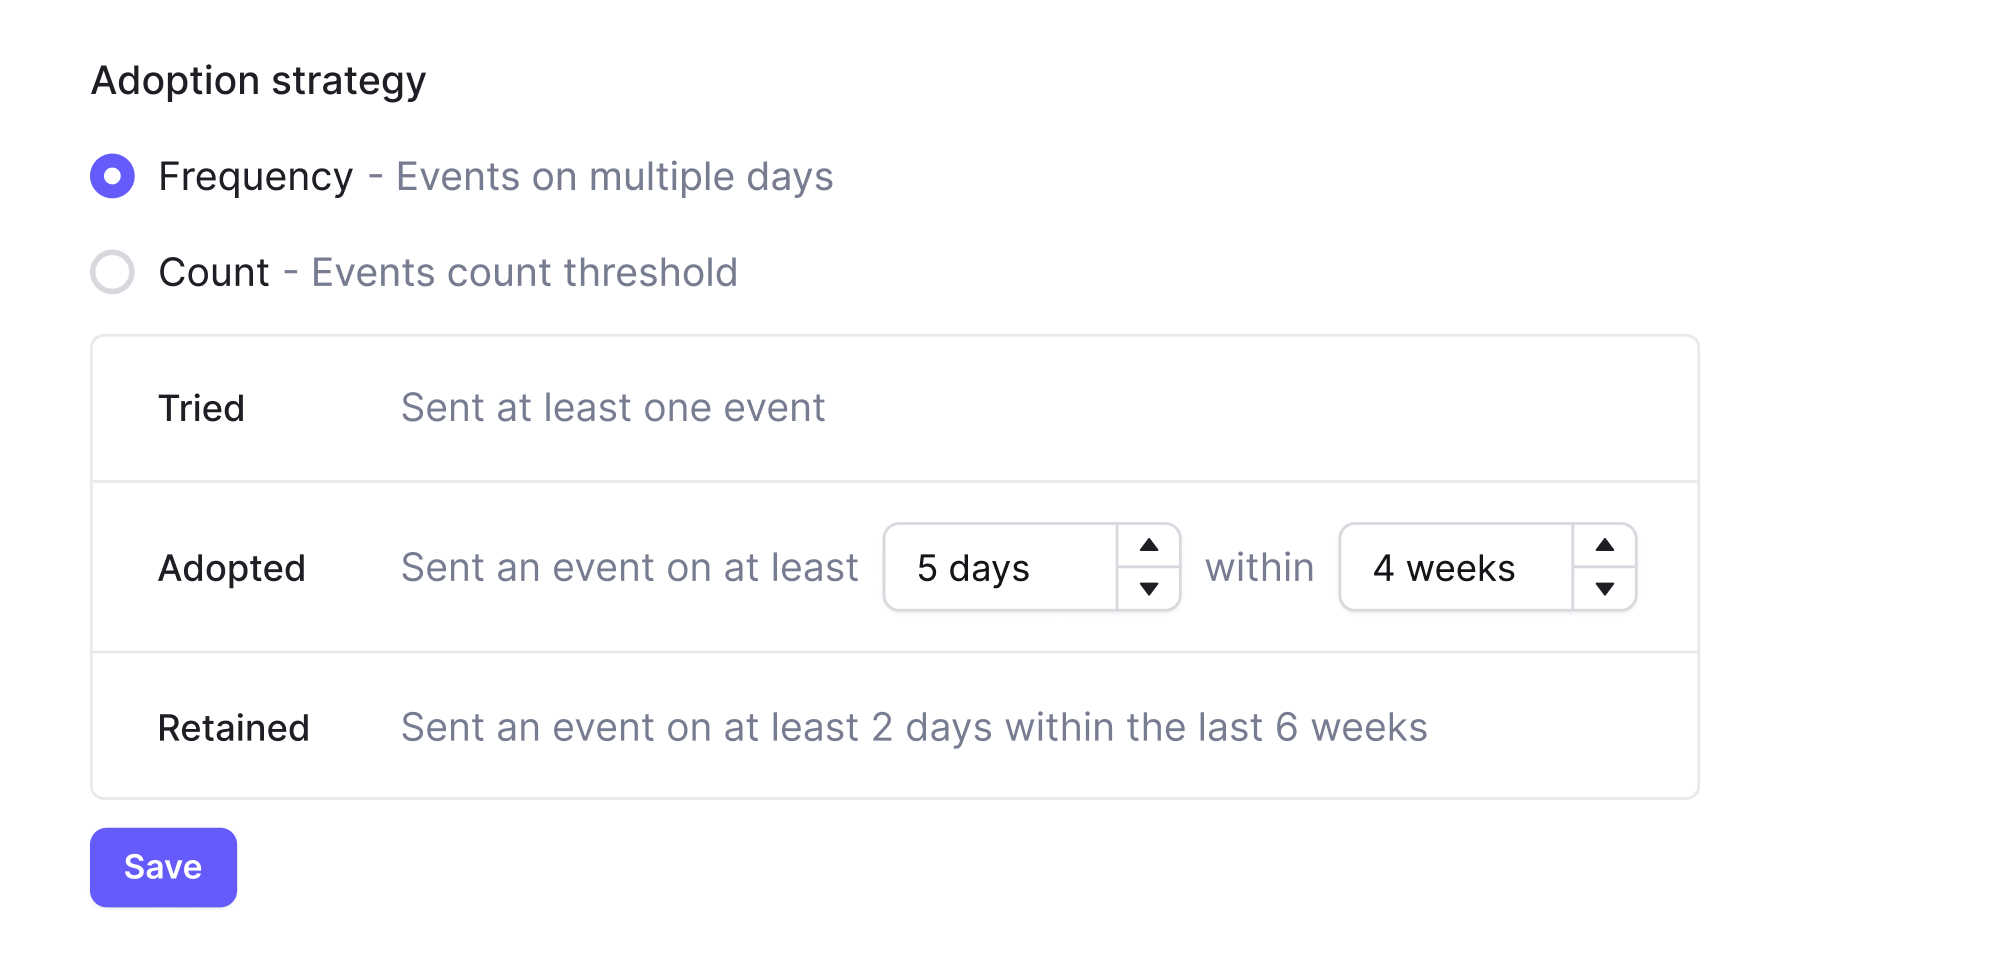 Adoption strategy
Frequency - Events on multiple days
Count - Events count threshold
Tried Sent at least one event
Adopted Sent an event on at least 5 days within 4 weeks
Retained Sent an event on at least 2 days within the last 6 weeks
Save